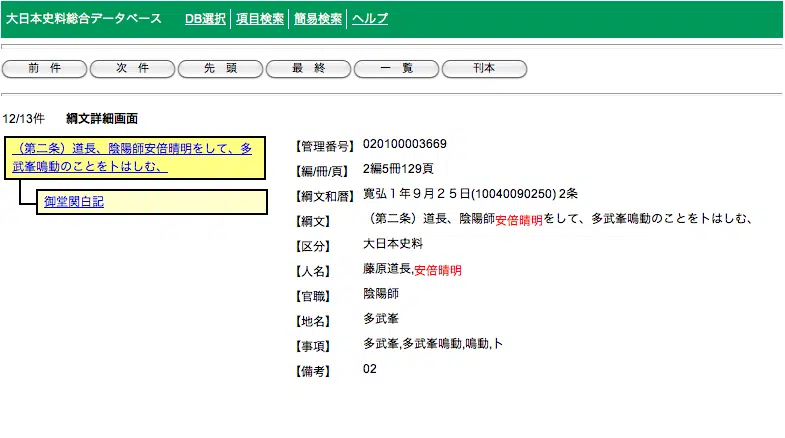 大日本史料総合データベース DB選択 項目検索 簡易検索 ヘルプ
前 件 次 件 先 頭 最 終 一 覧 刊本
12/13件 綱文詳細画面
（第二条）道長、陰陽師安倍晴明をして、多
武峯鳴動のことを卜はしむ、
御堂関白記
【管理番号】 020100003669
【編/冊/頁】 2編5冊129頁
【綱文和暦】 寛弘１年９月２５日(10040090250) 2条
【綱文】 （第二条）道長、陰陽師安倍晴明をして、多武峯鳴動のことを卜はしむ、
【区分】 大日本史料
【人名】 藤原道長,安倍晴明
【官職】 陰陽師
【地名】 多武峯
【事項】 多武峯,多武峯鳴動,鳴動,卜
【備考】 02